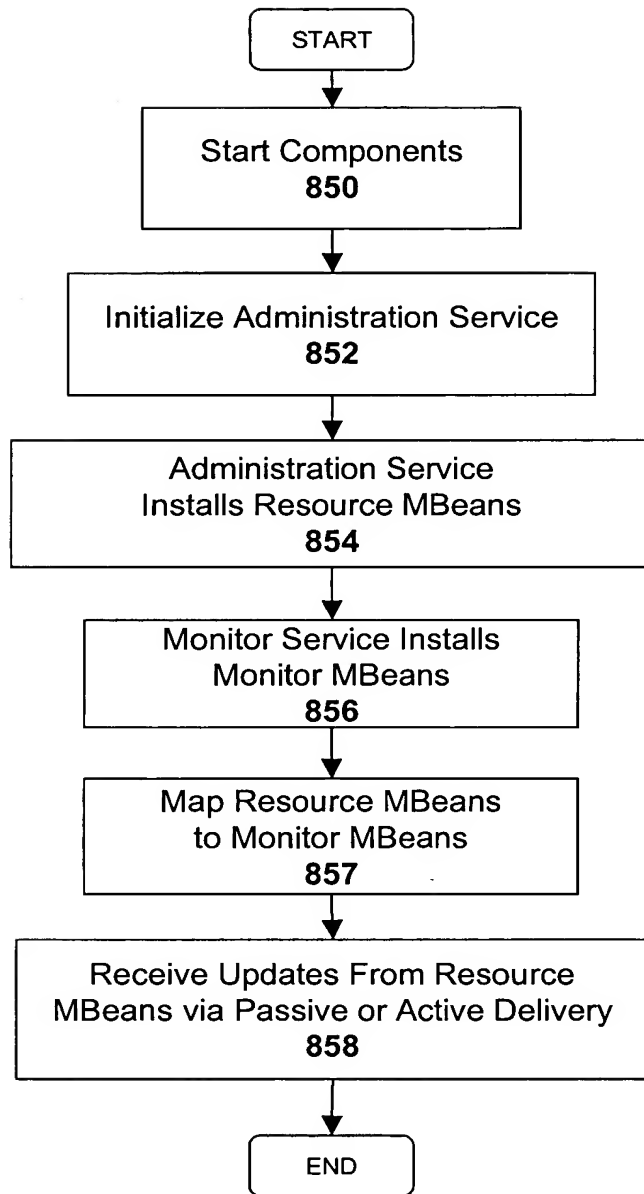 START
Start Components
850
Initialize Administration Service
852
Administration Service
Installs Resource MBeans
854
Monitor Service Installs
Monitor MBeans
856
Map Resource MBeans
to Monitor MBeans
857
Receive Updates From Resource
MBeans via Passive or Active Delivery
858
END